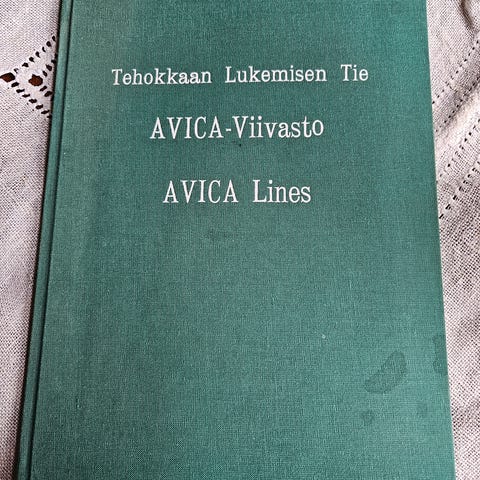 Tehokkaan Lukemisen Tie
AVICA-Viivasto
AVICA Lines